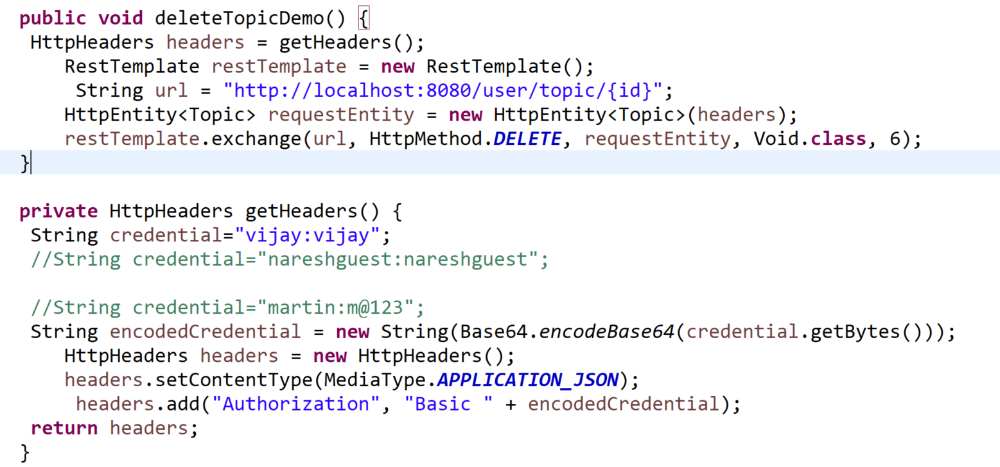 public void deleteTopicDemo() {
HttpHeaders headers = getHeaders();
RestTemplate restTemplate = new RestTemplate();
String url = "http://localhost:8080/user/topic/{id}";
HttpEntity<Topic> requestEntity = new HttpEntity<Topic>(headers);
restTemplate.exchange(url, HttpMethod.DELETE, requestEntity, Void.class, 6);
}
private HttpHeaders getHeaders() {
String credential="vijay:vijay";
//String credential="nareshguest:nareshguest";
//String credential="martin:m@123";
String encodedCredential = new String(Base64.encodeBase64(credential.getBytes()));
HttpHeaders headers = new HttpHeaders();
headers.setContentType(MediaType.APPLICATION_JSON);
headers.add("Authorization", "Basic " + encodedCredential);
return headers;
}